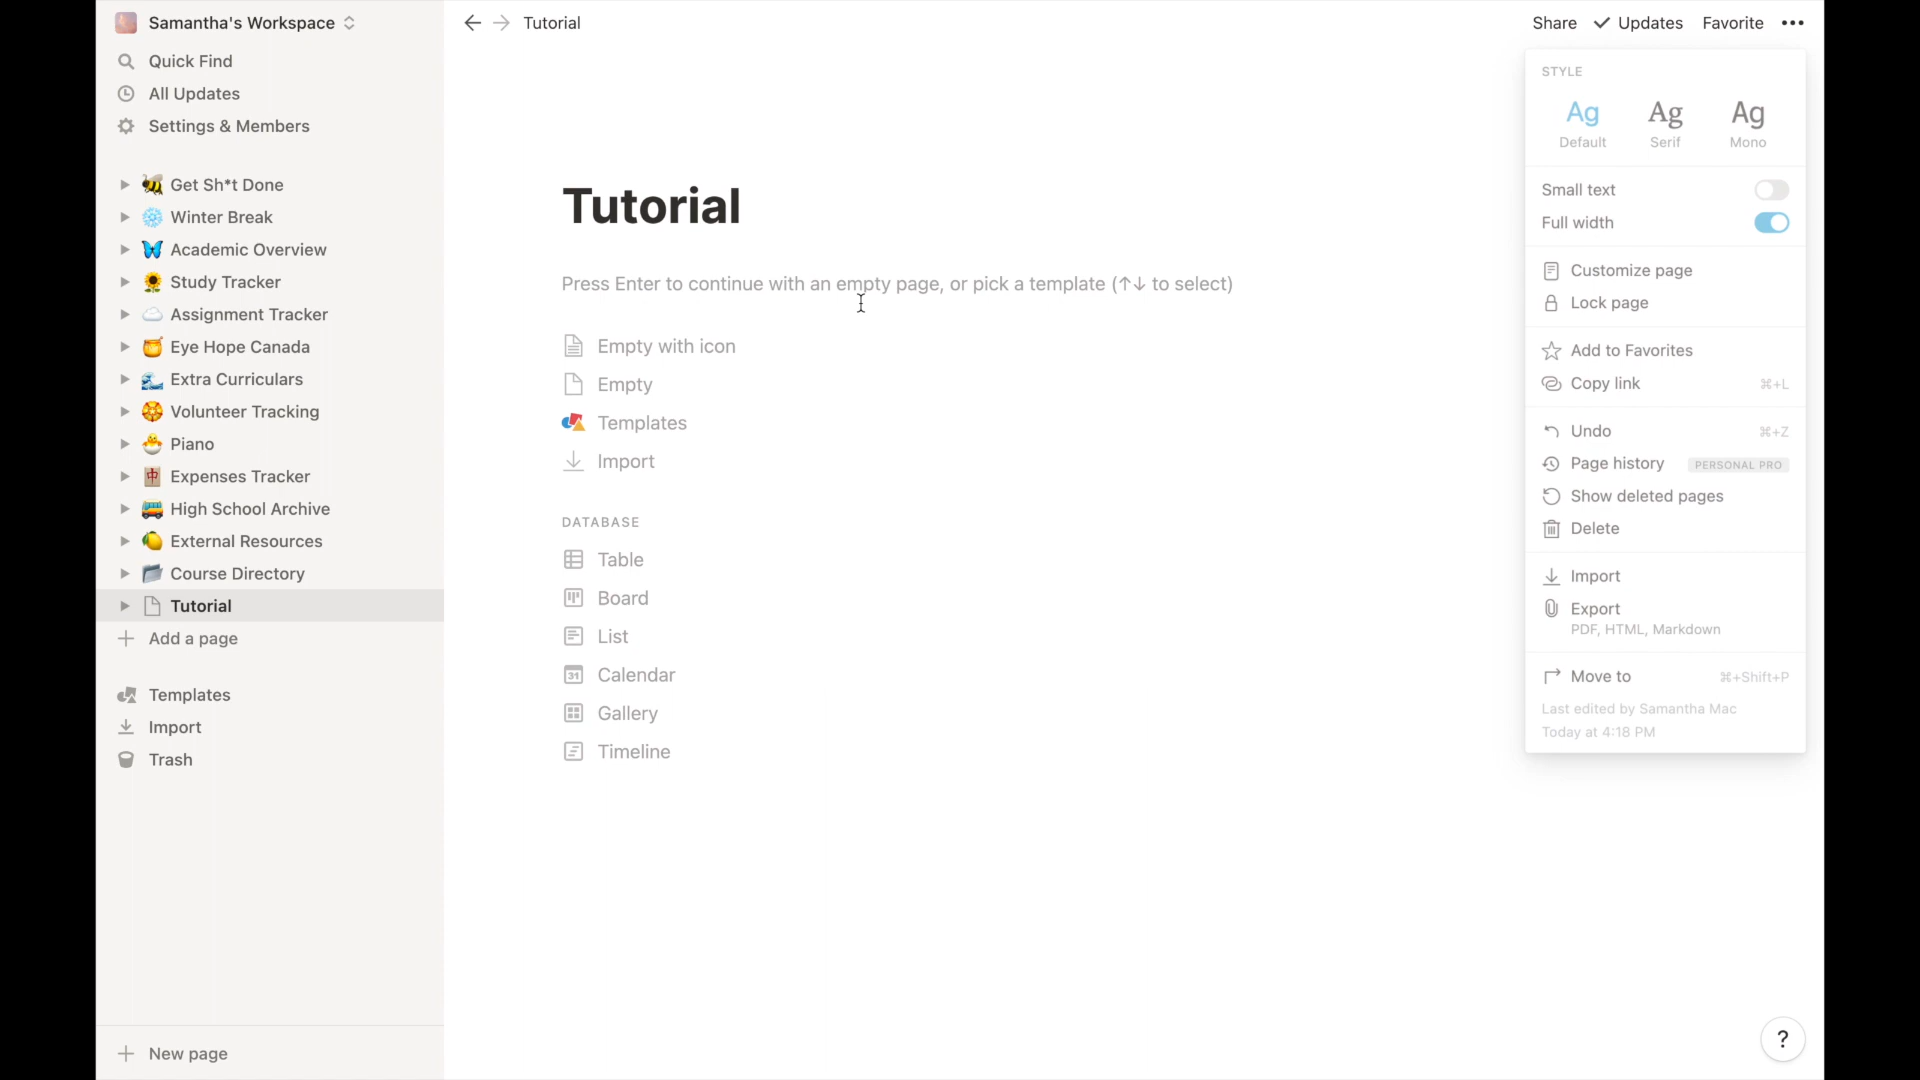 Samantha's Workspace
Quick Find
All Updates
Settings & Members
Get Sh*t Done
Winter Break
Academic Overview
Study Tracker
Assignment Tracker
Eye Hope Canada
Extra Curriculars
Volunteer Tracking
Piano
中 Expenses Tracker
High School Archive
External Resources
Course Directory
Tutorial
Add a page
Templates
Import
Trash
New page
Tutorial
Share Updates Favorite •••
Tutorial
Press Enter to continue with an empty page, or pick a template (↑↓ to select)
Empty with icon
Empty
Templates
Import
DATABASE
Table
Board
List
31 Calendar
Gallery
Timeline
STYLE
Ag Ag Ag
Default Serif Mono
Small text
Full width
Customize page
Lock page
Add to Favorites
Copy link ⌘+L
Undo ⌘+Z
Page history PERSONAL PRO
Show deleted pages
Delete
Import
Export
PDF, HTML, Markdown
Move to ⌘+Shift+P
Last edited by Samantha Mac
Today at 4:18 PM
?